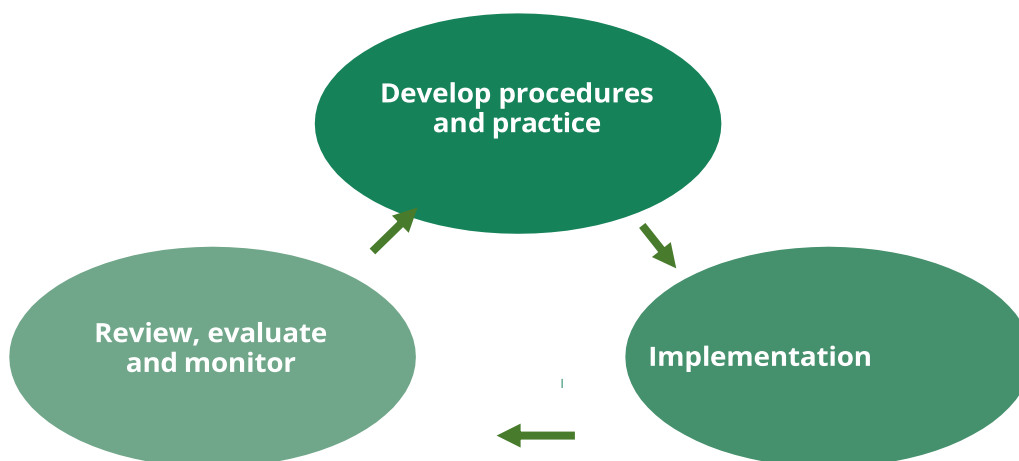 Develop procedures
and practice
Review, evaluate
and monitor
Implementation